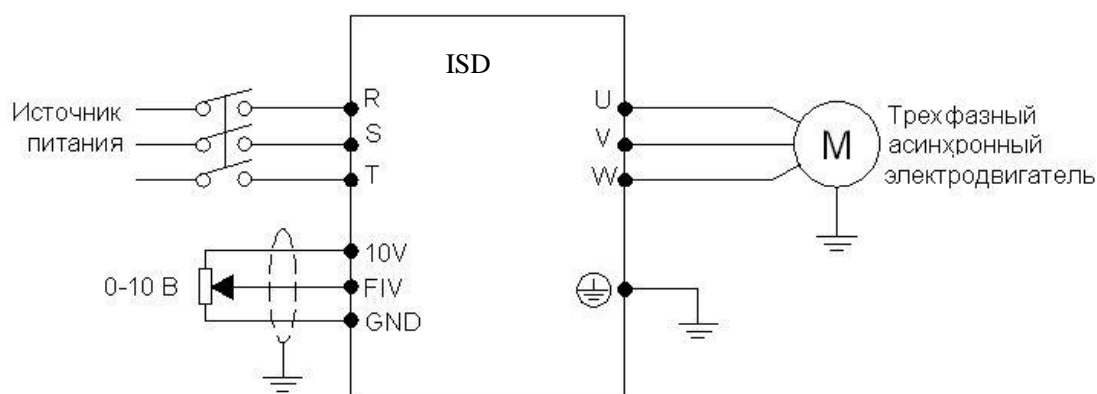 ISD
Источник
питания
R
S
T
U
V
W
M
Трехфазный
асинхронный
электродвигатель
0-10 В
10V
FIV
GND